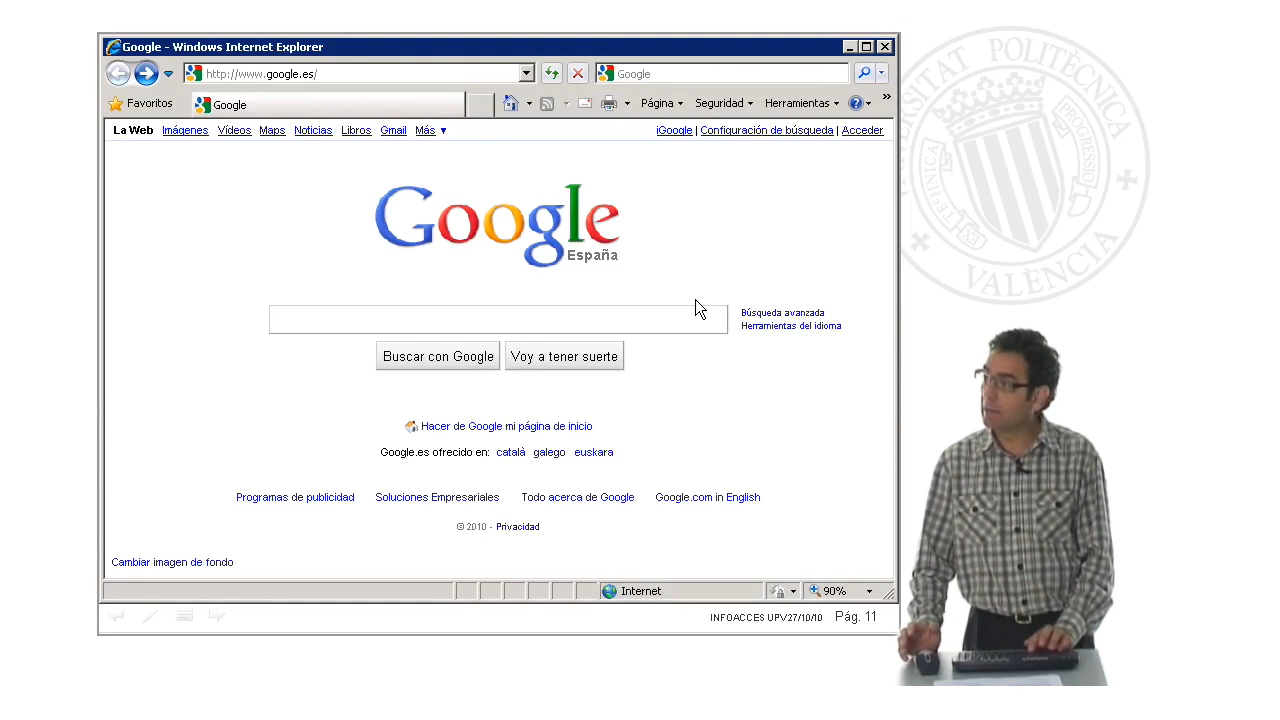 Google - Windows Internet Explorer
http://www.google.es/
Google
Favoritos
Google
Página
Seguridad
Herramientas
»
La Web Imágenes Vídeos Maps Noticias Libros Gmail Más ▼
iGoogle | Configuración de búsqueda | Acceder
Google
España
Búsqueda avanzada
Herramientas del idioma
Buscar con Google
Voy a tener suerte
Hacer de Google mi página de inicio
Google.es ofrecido en: català galego euskara
Programas de publicidad Soluciones Empresariales Todo acerca de Google Google.com in English
© 2010 - Privacidad
Cambiar imagen de fondo
Internet
90%
INFOACCES UPV27/10/10 Pág. 11
UNIVERSITAT POLITÈCNICA
VALÈNCIA